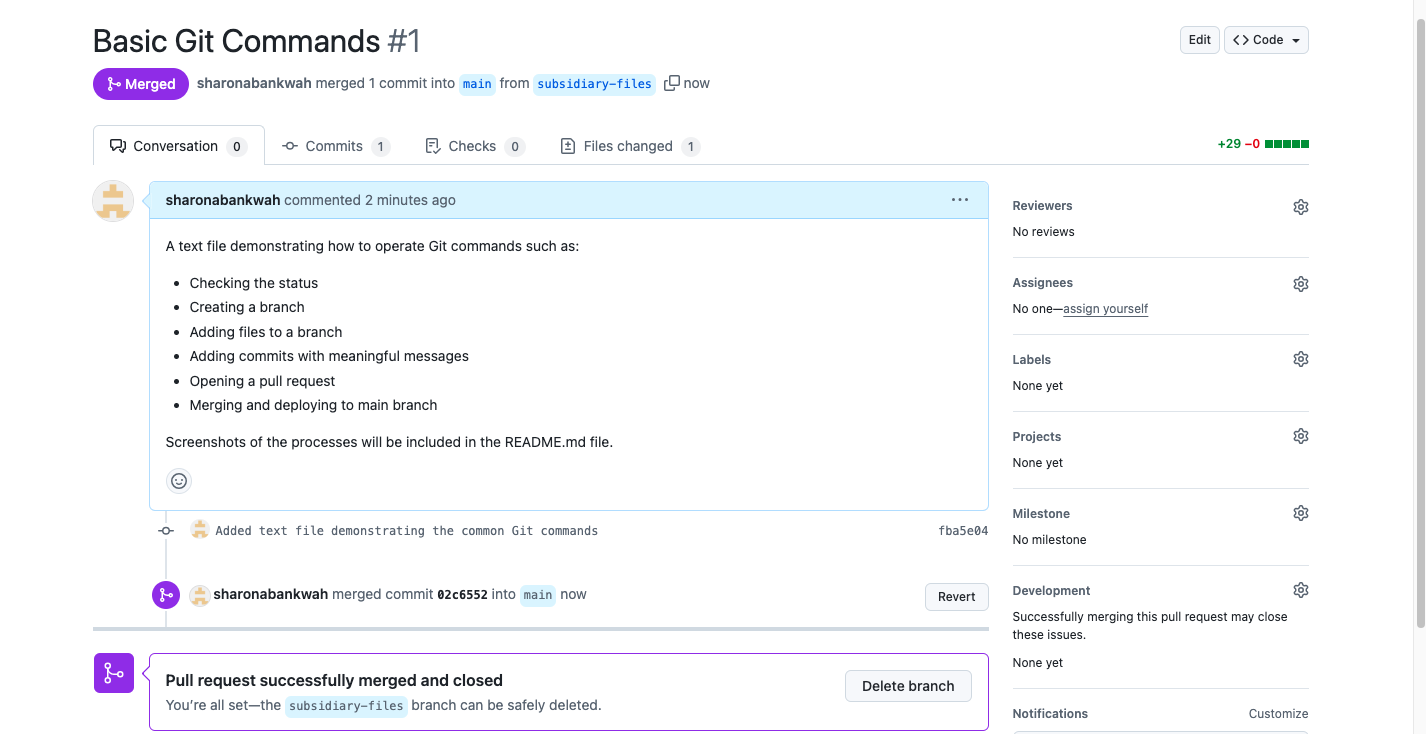 Basic Git Commands #1
Edit
<> Code
Merged
sharonabankwah merged 1 commit into main from subsidiary-files now
Conversation 0
Commits 1
Checks 0
Files changed 1
+29 −0
sharonabankwah commented 2 minutes ago
A text file demonstrating how to operate Git commands such as:
• Checking the status
• Creating a branch
• Adding files to a branch
• Adding commits with meaningful messages
• Opening a pull request
• Merging and deploying to main branch
Screenshots of the processes will be included in the README.md file.
Added text file demonstrating the common Git commands fba5e04
sharonabankwah merged commit 02c6552 into main now
Revert
Pull request successfully merged and closed
You're all set—the subsidiary-files branch can be safely deleted.
Delete branch
Reviewers
No reviews
Assignees
No one—assign yourself
Labels
None yet
Projects
None yet
Milestone
No milestone
Development
Successfully merging this pull request may close
these issues.
None yet
Notifications Customize